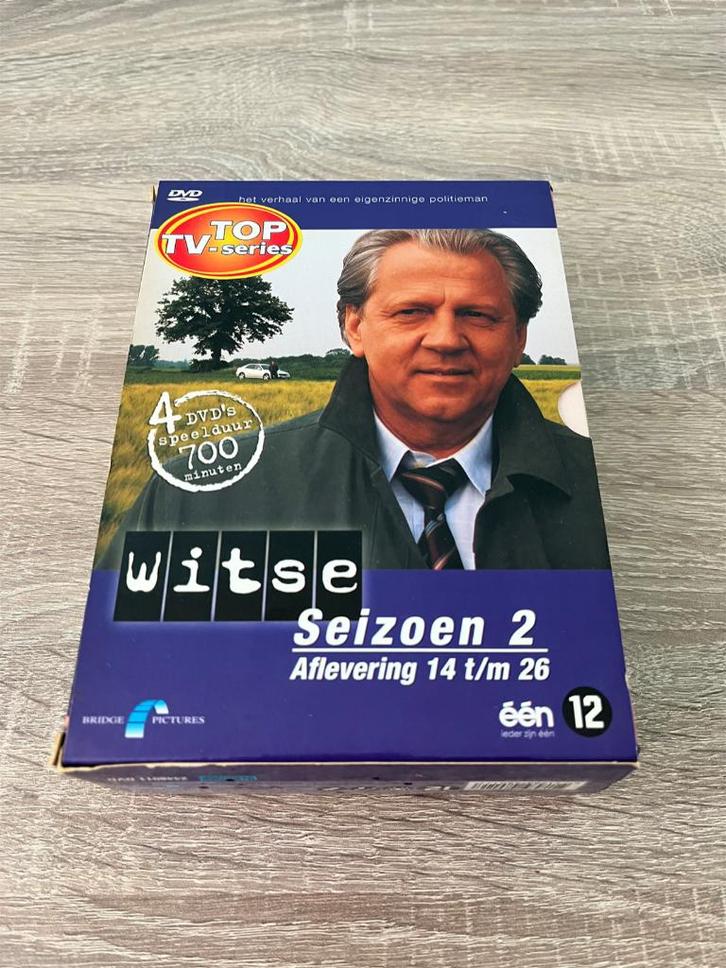 DVD
het verhaal van een eigenzinnige politieman
TOP
TV-series
4 DVD's
speelduur
700
minuten
witse
Seizoen 2
Aflevering 14 t/m 26
BRIDGE PICTURES
één
ieder zijn één
12